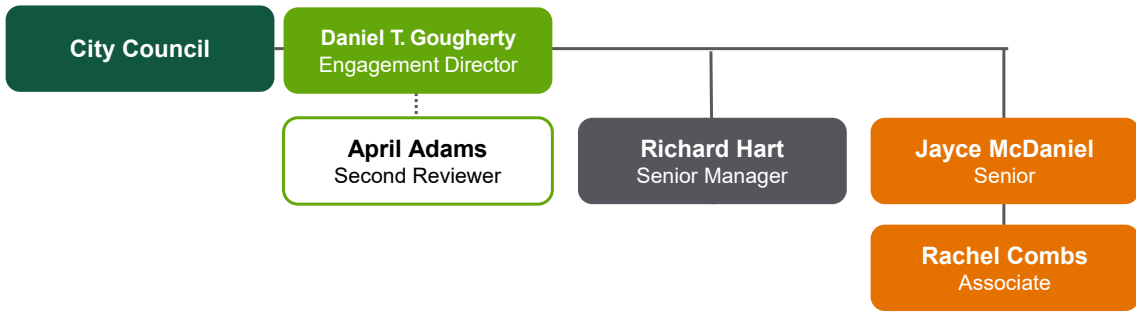 City Council
Daniel T. Gougherty
Engagement Director
April Adams
Second Reviewer
Richard Hart
Senior Manager
Jayce McDaniel
Senior
Rachel Combs
Associate